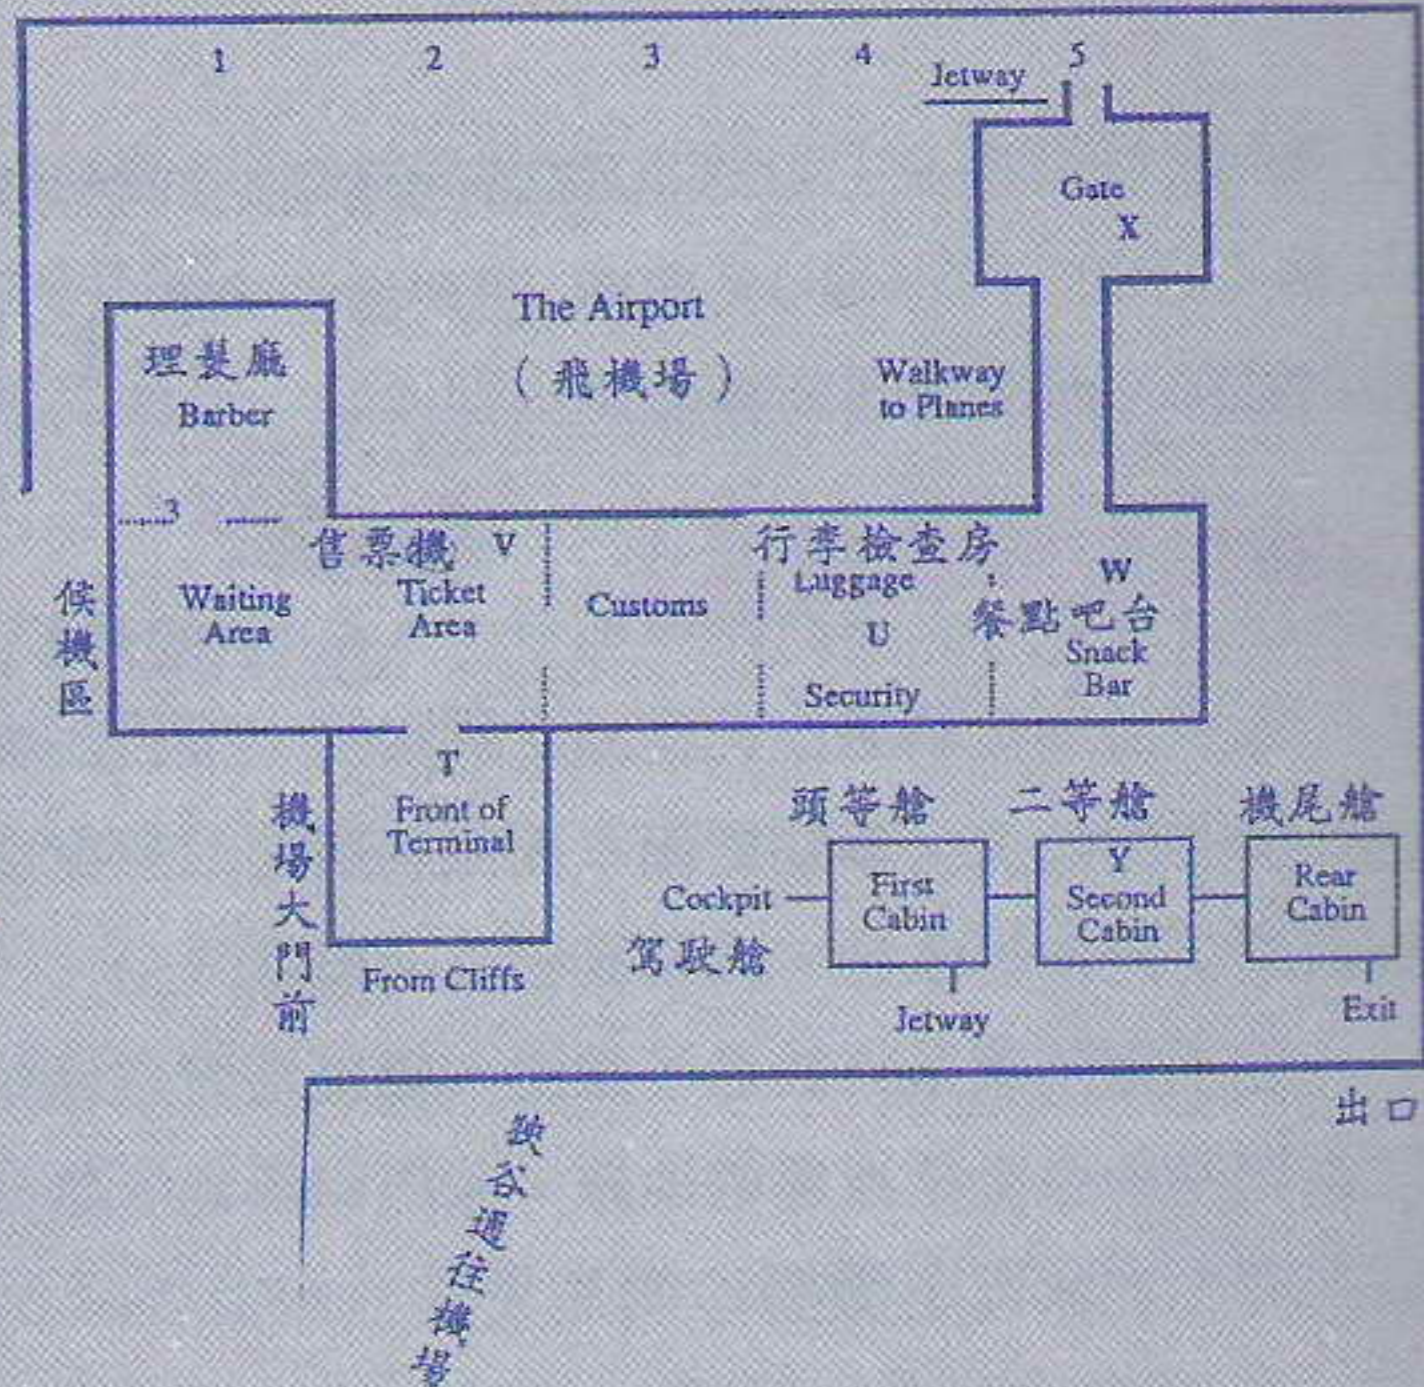 1 2 3 4 5
Jetway
Gate
X
The Airport
(飛機場)
Walkway
to Planes
理髮廳
Barber
3
售票機 V
Ticket
Area
候機區
Waiting
Area
Customs
行李檢查房
Luggage
U
Security
W
餐點吧台
Snack
Bar
T
Front of
Terminal
機場大門前
From Cliffs
頭等艙 二等艙 機尾艙
Cockpit
駕駛艙
First
Cabin
Y
Second
Cabin
Rear
Cabin
Jetway
Exit
出口
狹谷通往機場